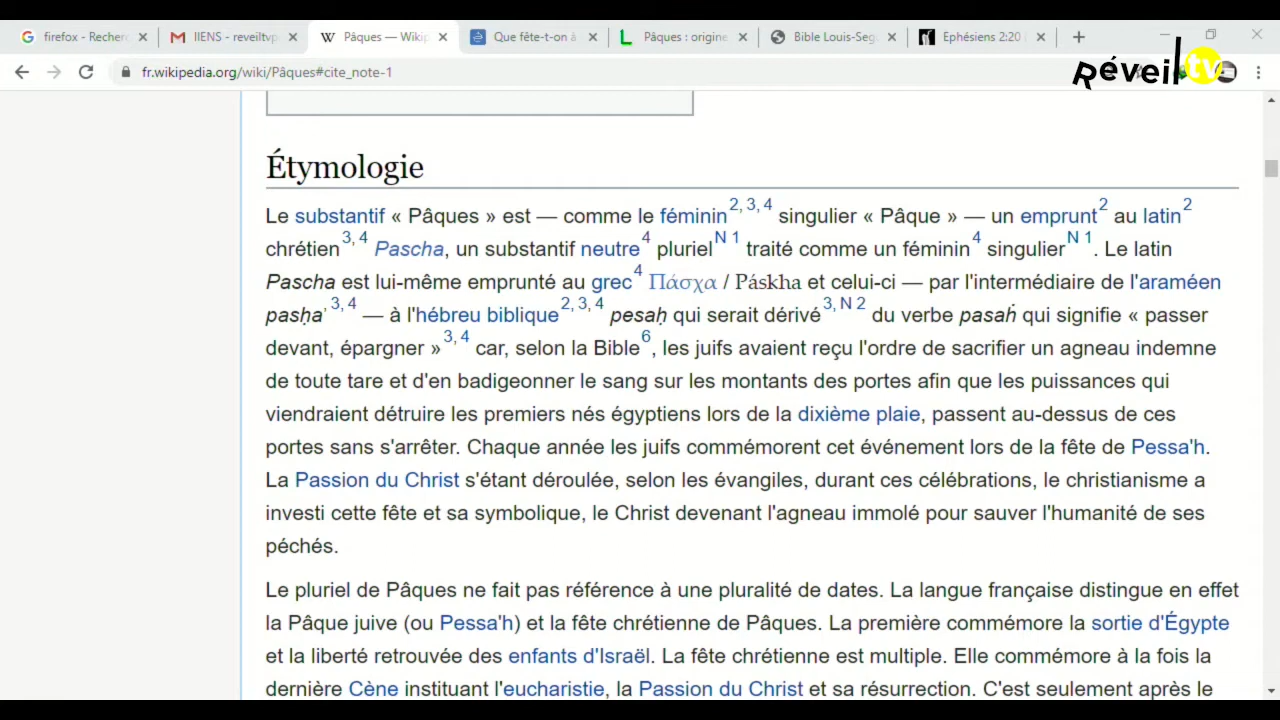 firefox - Recherc
IIENS - reveiltvp
Pâques — Wikip
Que fête-t-on à
Pâques : origine
Bible Louis-Seg
Ephésiens 2:20
fr.wikipedia.org/wiki/Pâques#cite_note-1
Réveil tv
Étymologie
Le substantif « Pâques » est — comme le féminin2, 3, 4 singulier « Pâque » — un emprunt2 au latin2
chrétien3, 4 Pascha, un substantif neutre4 plurielN 1 traité comme un féminin4 singulierN 1. Le latin
Pascha est lui-même emprunté au grec4 Πάσχα / Páskha et celui-ci — par l'intermédiaire de l'araméen
pasḥa'3, 4 — à l'hébreu biblique2, 3, 4 pesaḥ qui serait dérivé3, N 2 du verbe pasaḣ qui signifie « passer
devant, épargner »3, 4 car, selon la Bible6, les juifs avaient reçu l'ordre de sacrifier un agneau indemne
de toute tare et d'en badigeonner le sang sur les montants des portes afin que les puissances qui
viendraient détruire les premiers nés égyptiens lors de la dixième plaie, passent au-dessus de ces
portes sans s'arrêter. Chaque année les juifs commémorent cet événement lors de la fête de Pessa'h.
La Passion du Christ s'étant déroulée, selon les évangiles, durant ces célébrations, le christianisme a
investi cette fête et sa symbolique, le Christ devenant l'agneau immolé pour sauver l'humanité de ses
péchés.
Le pluriel de Pâques ne fait pas référence à une pluralité de dates. La langue française distingue en effet
la Pâque juive (ou Pessa'h) et la fête chrétienne de Pâques. La première commémore la sortie d'Égypte
et la liberté retrouvée des enfants d'Israël. La fête chrétienne est multiple. Elle commémore à la fois la
dernière Cène instituant l'eucharistie, la Passion du Christ et sa résurrection. C'est seulement après le